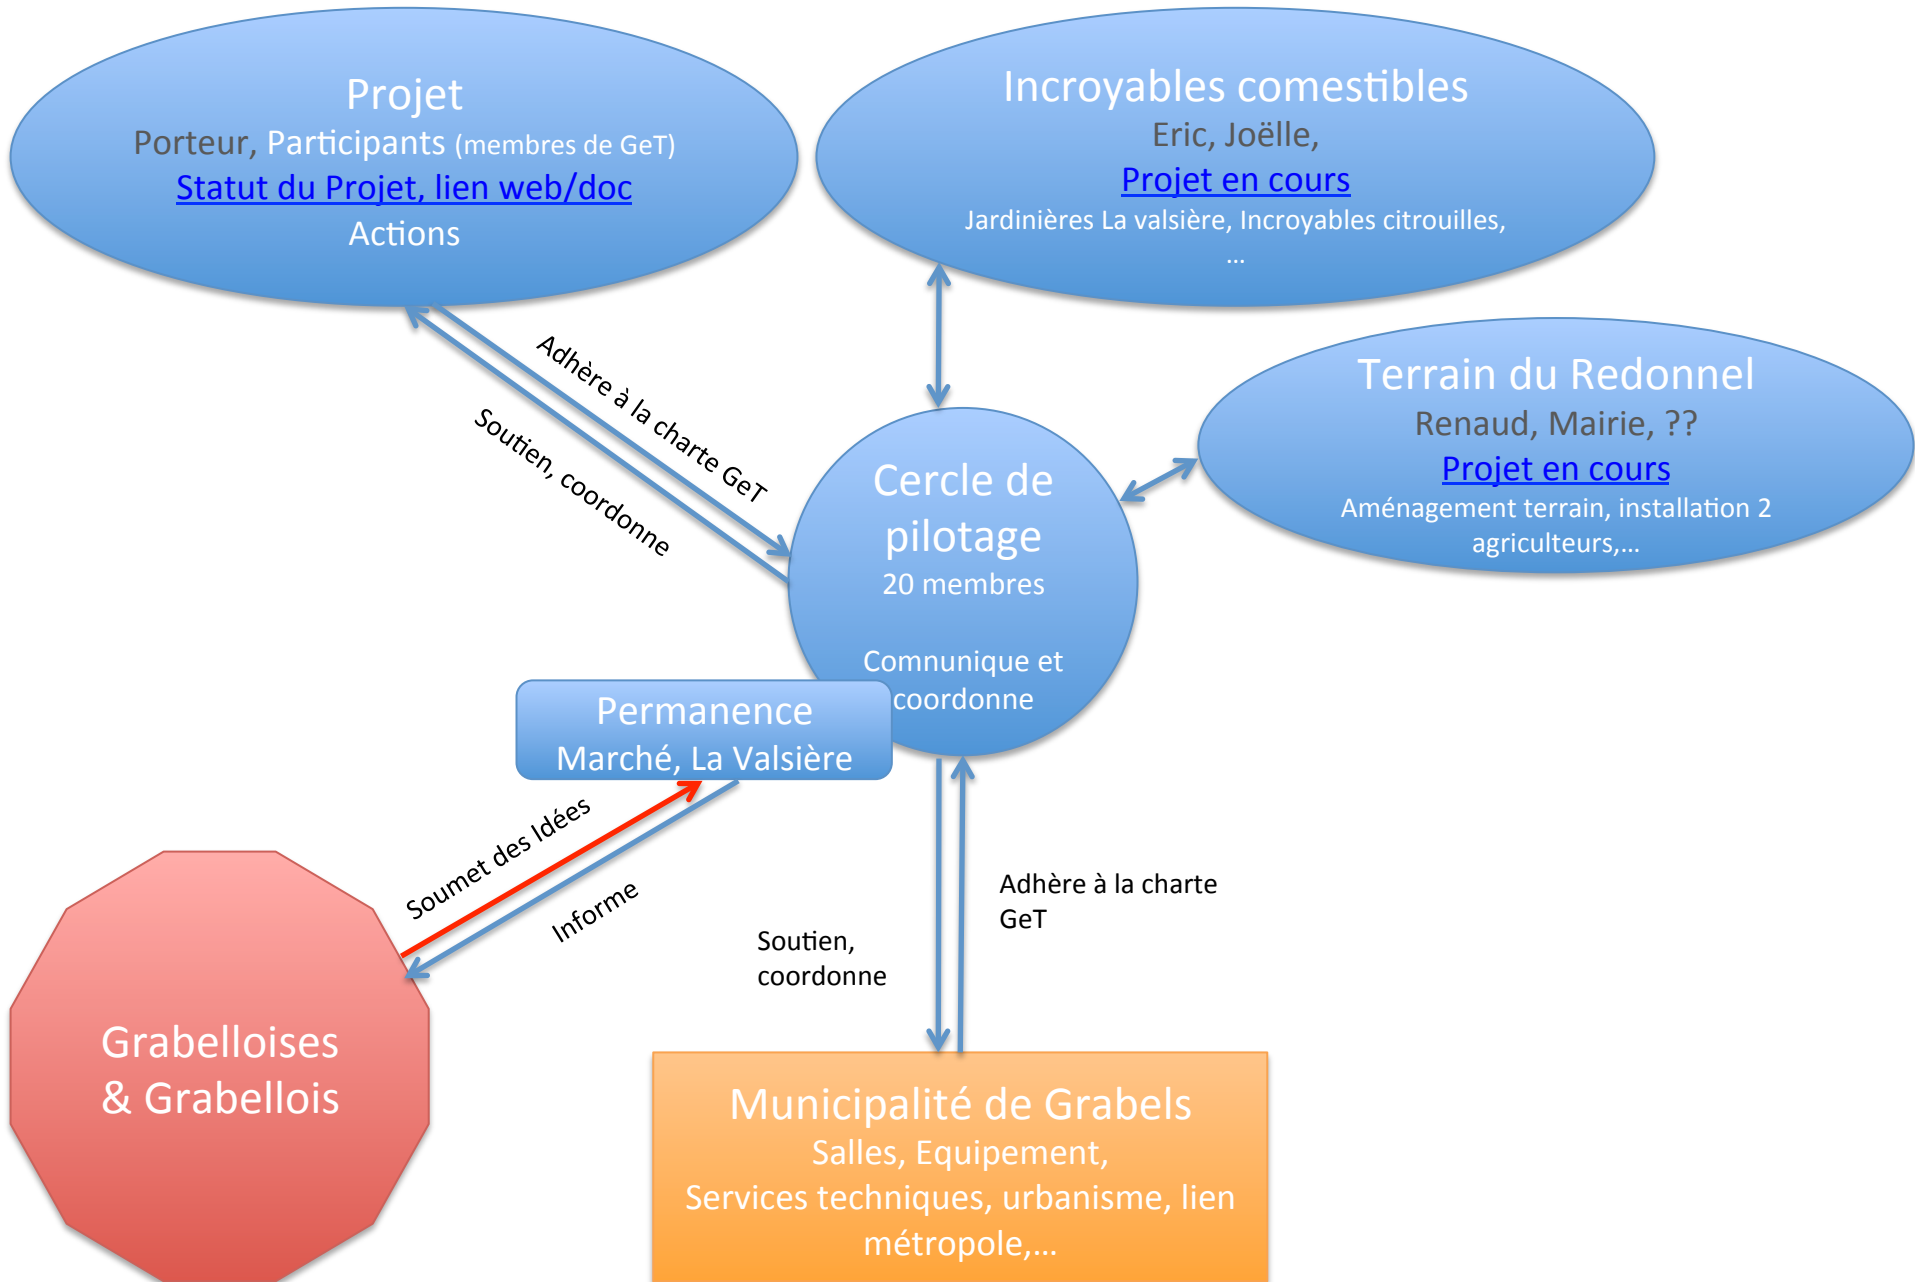 Projet
Porteur, Participants (membres de GeT)
Statut du Projet, lien web/doc
Actions
Incroyables comestibles
Eric, Joëlle,
Projet en cours
Jardinières La valsière, Incroyables citrouilles,
...
Terrain du Redonnel
Renaud, Mairie, ??
Projet en cours
Aménagement terrain, installation 2
agriculteurs,...
Adhère à la charte GeT
Soutien, coordonne
Cercle de
pilotage
20 membres
Comnunique et
coordonne
Permanence
Marché, La Valsière
Soumet des Idées
Informe
Adhère à la charte
GeT
Soutien,
coordonne
Grabelloises
& Grabellois
Municipalité de Grabels
Salles, Equipement,
Services techniques, urbanisme, lien
métropole,...